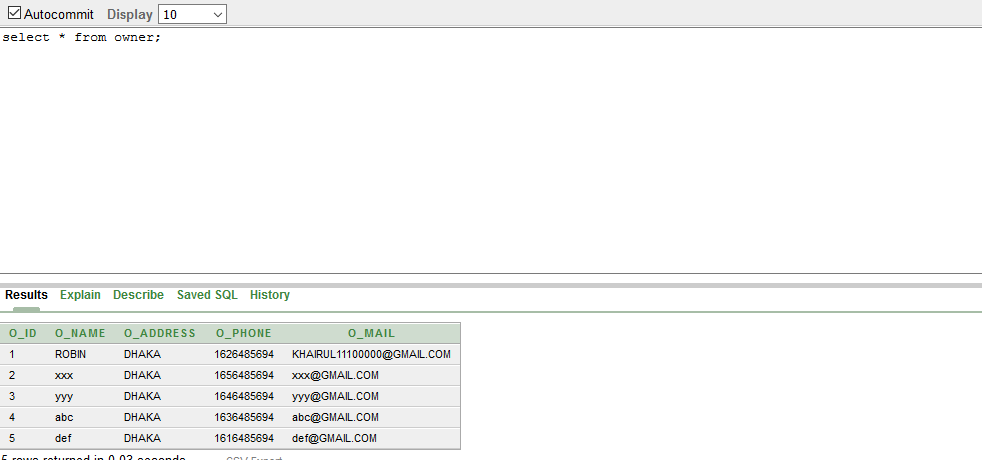 Autocommit Display 10
select * from owner;
Results Explain Describe Saved SQL History
O_ID O_NAME O_ADDRESS O_PHONE O_MAIL
1 ROBIN DHAKA 1626485694 KHAIRUL11100000@GMAIL.COM
2 xxx DHAKA 1656485694 xxx@GMAIL.COM
3 yyy DHAKA 1646485694 yyy@GMAIL.COM
4 abc DHAKA 1636485694 abc@GMAIL.COM
5 def DHAKA 1616485694 def@GMAIL.COM
5 rows returned in 0.03 seconds CSV Export